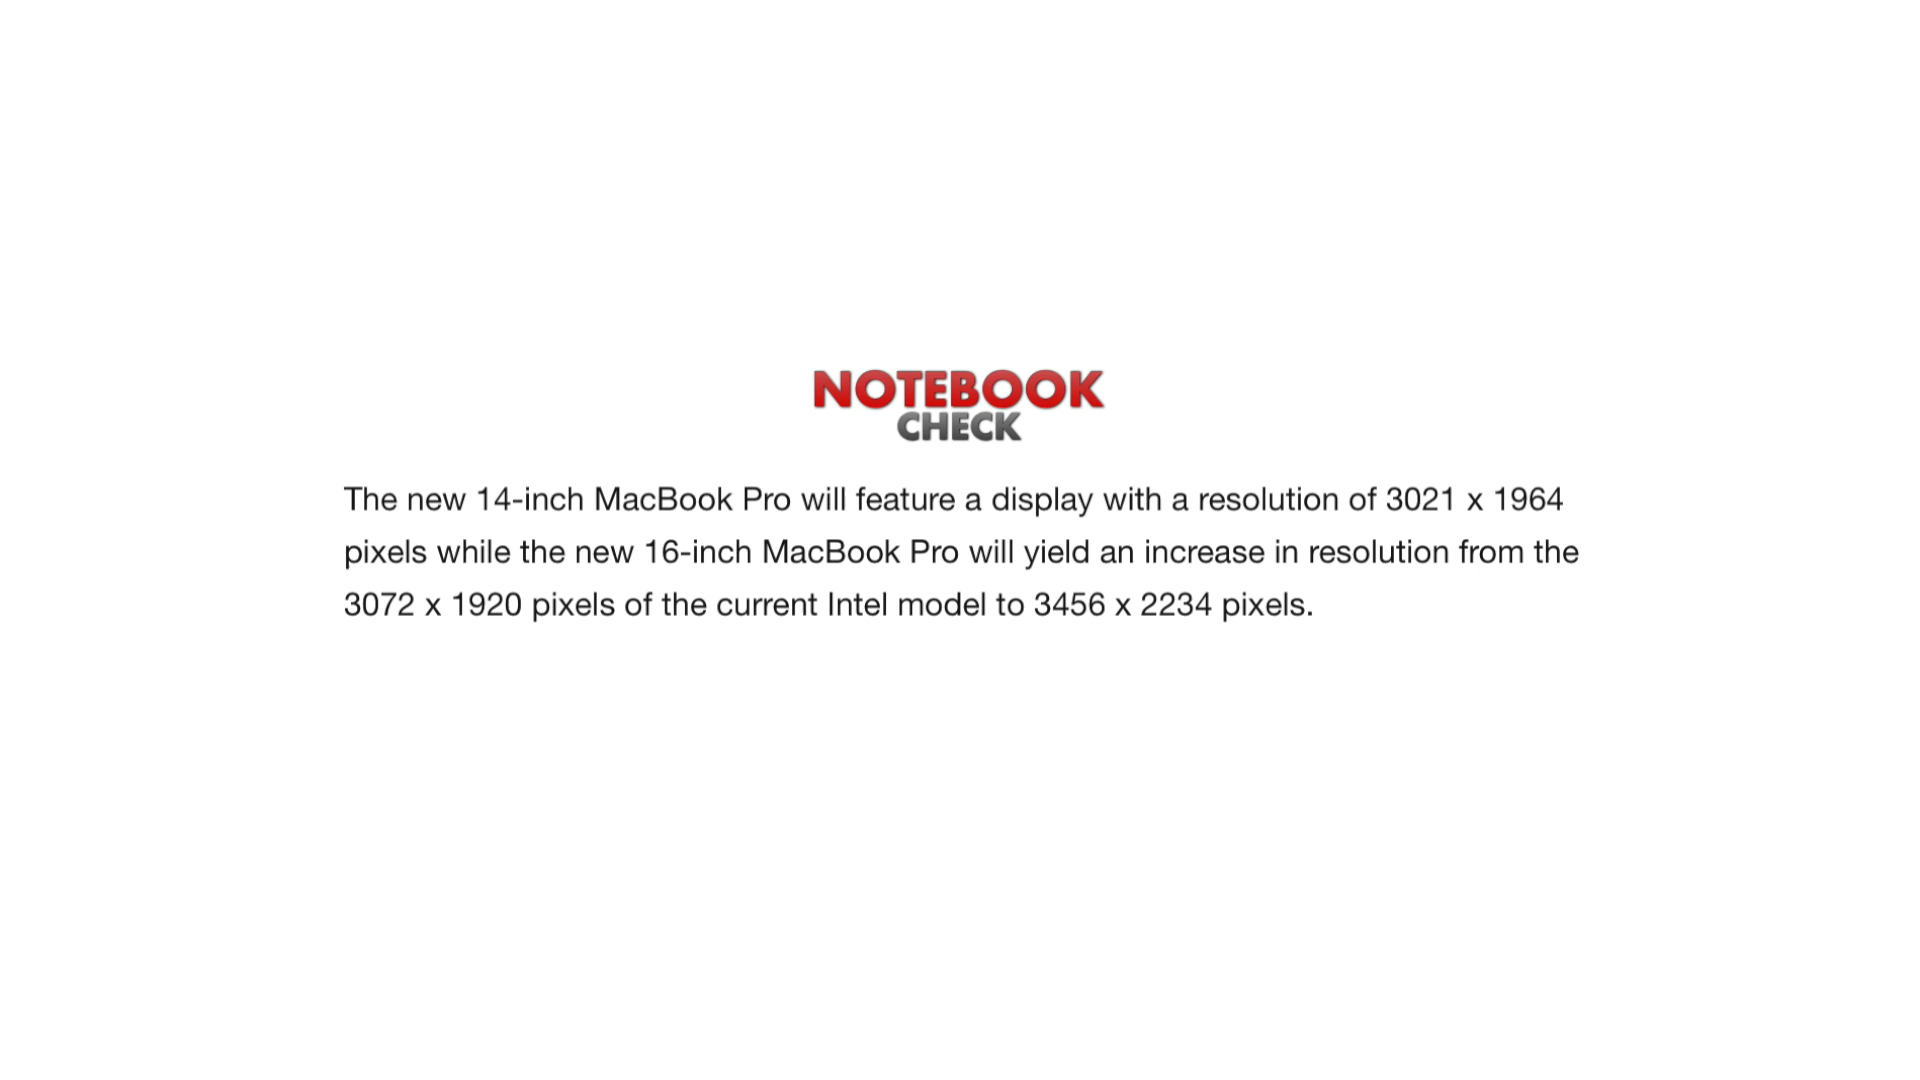 NOTEBOOK
CHECK
The new 14-inch MacBook Pro will feature a display with a resolution of 3021 x 1964
pixels while the new 16-inch MacBook Pro will yield an increase in resolution from the
3072 x 1920 pixels of the current Intel model to 3456 x 2234 pixels.